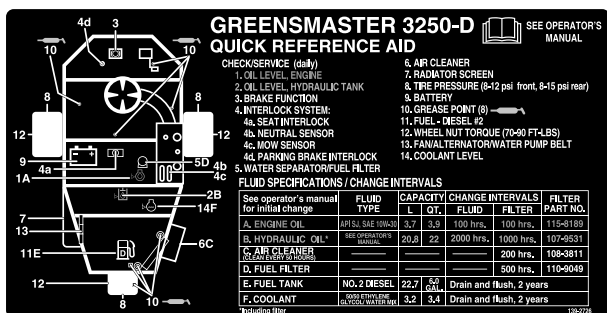 GREENSMASTER 3250-D
QUICK REFERENCE AID
SEE OPERATOR'S
MANUAL
CHECK/SERVICE (daily)
1. OIL LEVEL, ENGINE
2. OIL LEVEL, HYDRAULIC TANK
3. BRAKE FUNCTION
4. INTERLOCK SYSTEM:
4a. SEAT INTERLOCK
4b. NEUTRAL SENSOR
4c. MOW SENSOR
4d. PARKING BRAKE INTERLOCK
5. WATER SEPARATOR/FUEL FILTER
6. AIR CLEANER
7. RADIATOR SCREEN
8. TIRE PRESSURE (8-12 psi front, 8-15 psi rear)
9. BATTERY
10. GREASE POINT (8)
11. FUEL - DIESEL #2
12. WHEEL NUT TORQUE (70-90 FT-LBS)
13. FAN/ALTERNATOR/WATER PUMP BELT
14. COOLANT LEVEL
FLUID SPECIFICATIONS / CHANGE INTERVALS
See operator's manual for initial change FLUID TYPE CAPACITY L QT. CHANGE INTERVALS FLUID FILTER FILTER PART NO.
A. ENGINE OIL API SJ, SAE 10W-30 3.7 3.9 100 hrs. 100 hrs. 115-8189
B. HYDRAULIC OIL* SEE OPERATOR'S MANUAL 20.8 22 2000 hrs. 1000 hrs. 107-9531
C. AIR CLEANER (CLEAN EVERY 50 HOURS) 200 hrs. 108-3811
D. FUEL FILTER 500 hrs. 110-9049
E. FUEL TANK NO. 2 DIESEL 22.7 6.0 GAL. Drain and flush, 2 years
F. COOLANT 50/50 ETHYLENE GLYCOL/ WATER MIX 3.2 3.4 Drain and flush, 2 years
*Including filter
139-2726
4d
3
10
10
8
8
12
12
9
4a
1A
5D
4b
4c
2B
14F
7
13
6C
11E
12
8
10